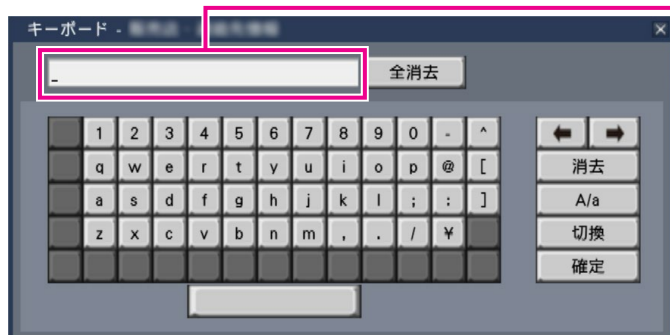 キーボード -
_ 全消去
1 2 3 4 5 6 7 8 9 0 - ^
q w e r t y u i o p @ [ 消去
a s d f g h j k l ; : ] A/a
z x c v b n m , . / ¥ 切換
確定